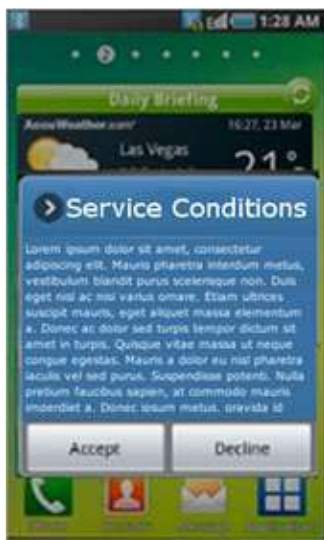 1:28 AM
2
Daily Briefing
AccuWeather.com 16:27, 23 Mar
Las Vegas 21°
Service Conditions
Lorem ipsum dolor sit amet, consectetur
adipiscing elit. Mauris pharetra interdum metus,
vestibulum blandit purus scelerisque non. Duis
eget nisl ac nisi varius ornare. Etiam ultrices
suscipit mauris, eget aliquet massa elementum
a. Donec ac dolor sed turpis tempor dictum sit
amet in turpis. Quisque vitae massa ut neque
congue egestas. Mauris a dolor eu nisl pharetra
iaculis vel sed purus. Suspendisse potenti. Nulla
pretium faucibus sapien, at commodo mauris
imperdiet a. Donec ipsum metus, gravida id
Accept Decline